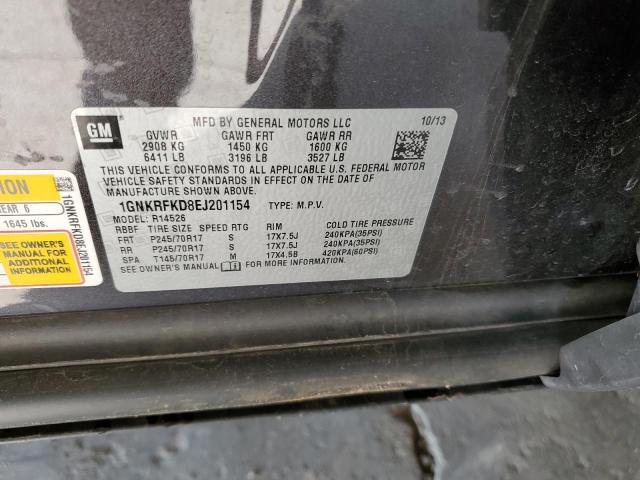 GM
MFD BY GENERAL MOTORS LLC 10/13
GVWR GAWR FRT GAWR RR
2908 KG 1450 KG 1600 KG
6411 LB 3196 LB 3527 LB
THIS VEHICLE CONFORMS TO ALL APPLICABLE U.S. FEDERAL MOTOR
VEHICLE SAFETY STANDARDS IN EFFECT ON THE DATE OF
MANUFACTURE SHOWN ABOVE.
1GNKRFKD8EJ201154 TYPE: M.P.V.
MODEL: R14526
RBBF TIRE SIZE SPEED RTG RIM COLD TIRE PRESSURE
FRT P245/70R17 S 17X7.5J 240KPA(35PSI)
RR P245/70R17 S 17X7.5J 240KPA(35PSI)
SPA T145/70R17 M 17X4.5B 420KPA(60PSI)
SEE OWNER'S MANUAL FOR MORE INFORMATION.
TION
EAR 6
1645 lbs.
SEE OWNER'S
MANUAL FOR
ADDITIONAL
INFORMATION
1GNKRFKD8EJ201154